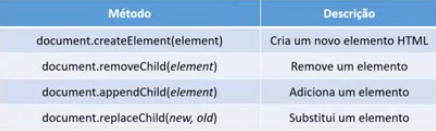 Método Descrição
document.createElement(element) Cria um novo elemento HTML
document.removeChild(element) Remove um elemento
document.appendChild(element) Adiciona um elemento
document.replaceChild(new, old) Substitui um elemento